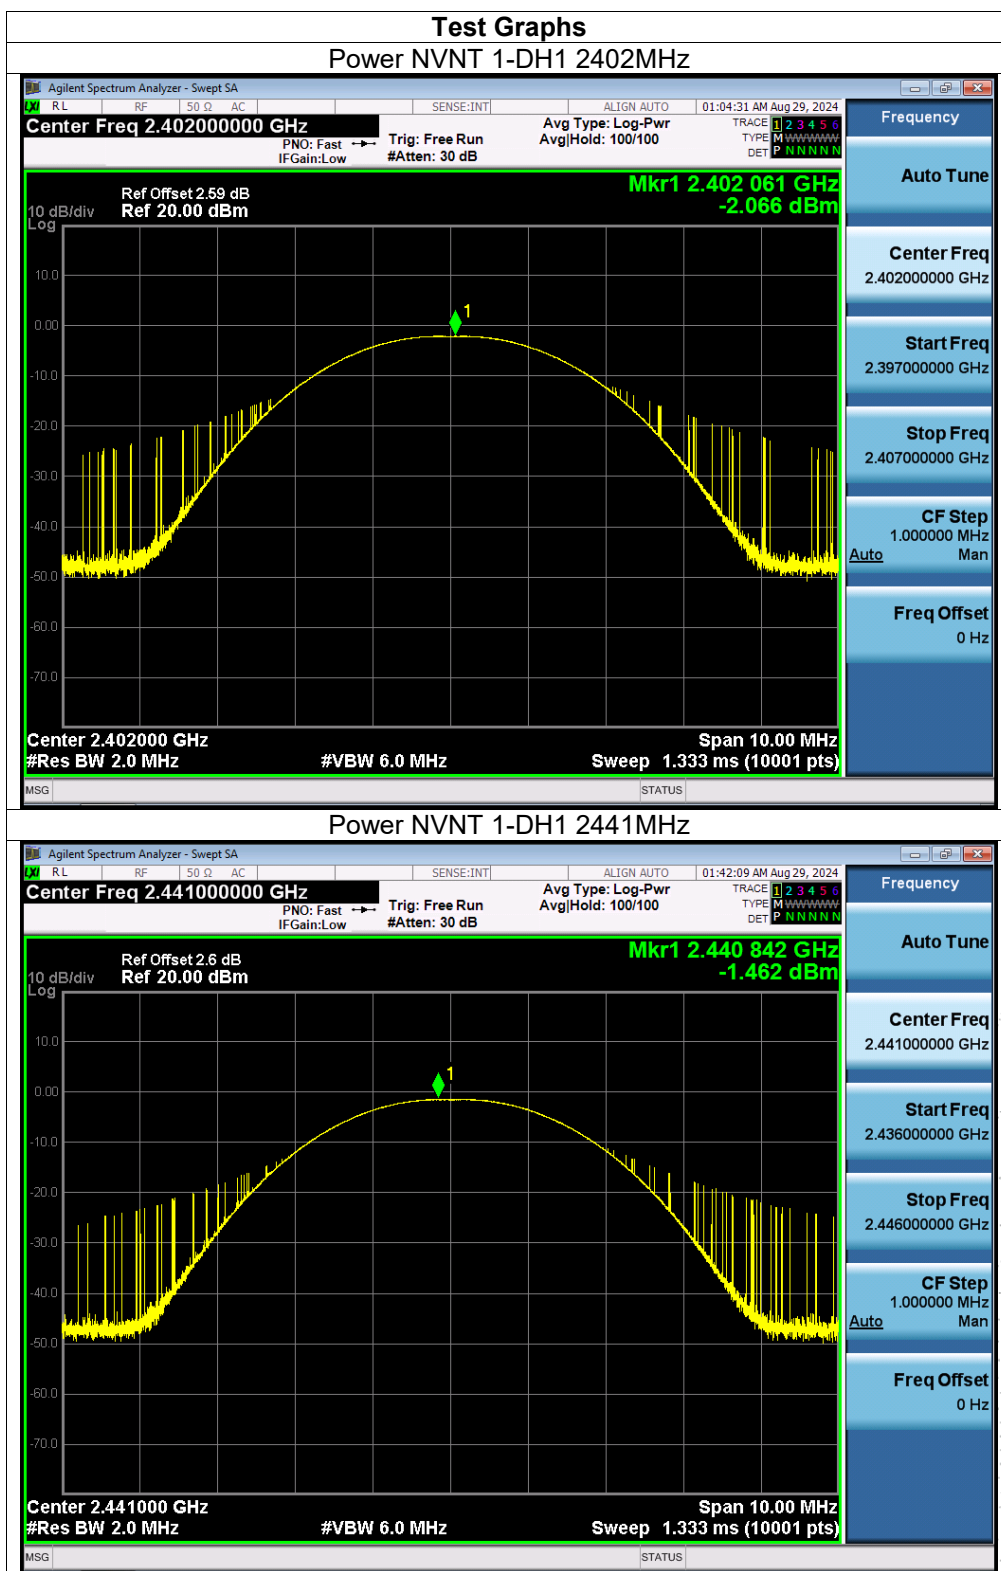 Test Graphs
Power NVNT 1-DH1 2402MHz
Agilent Spectrum Analyzer - Swept SA
LXI RL RF 50 Ω AC SENSE:INT ALIGN AUTO 01:04:31 AM Aug 29, 2024
Center Freq 2.402000000 GHz
PNO: Fast
IFGain:Low
Trig: Free Run
#Atten: 30 dB
Avg Type: Log-Pwr
Avg|Hold: 100/100
TRACE 1 2 3 4 5 6
TYPE M WWWWW
DET P N N N N N
Frequency
Mkr1 2.402 061 GHz
-2.066 dBm
Ref Offset 2.59 dB
10 dB/div Ref 20.00 dBm
Log
10.0
0.00
-10.0
-20.0
-30.0
-40.0
-50.0
-60.0
-70.0
1
Center 2.402000 GHz Span 10.00 MHz
#Res BW 2.0 MHz #VBW 6.0 MHz Sweep 1.333 ms (10001 pts)
MSG STATUS
Auto Tune
Center Freq
2.402000000 GHz
Start Freq
2.397000000 GHz
Stop Freq
2.407000000 GHz
CF Step
1.000000 MHz
Auto Man
Freq Offset
0 Hz
Power NVNT 1-DH1 2441MHz
Agilent Spectrum Analyzer - Swept SA
LXI RL RF 50 Ω AC SENSE:INT ALIGN AUTO 01:42:09 AM Aug 29, 2024
Center Freq 2.441000000 GHz
PNO: Fast
IFGain:Low
Trig: Free Run
#Atten: 30 dB
Avg Type: Log-Pwr
Avg|Hold: 100/100
TRACE 1 2 3 4 5 6
TYPE M WWWWW
DET P N N N N N
Frequency
Mkr1 2.440 842 GHz
-1.462 dBm
Ref Offset 2.6 dB
10 dB/div Ref 20.00 dBm
Log
10.0
0.00
-10.0
-20.0
-30.0
-40.0
-50.0
-60.0
-70.0
1
Center 2.441000 GHz Span 10.00 MHz
#Res BW 2.0 MHz #VBW 6.0 MHz Sweep 1.333 ms (10001 pts)
MSG STATUS
Auto Tune
Center Freq
2.441000000 GHz
Start Freq
2.436000000 GHz
Stop Freq
2.446000000 GHz
CF Step
1.000000 MHz
Auto Man
Freq Offset
0 Hz